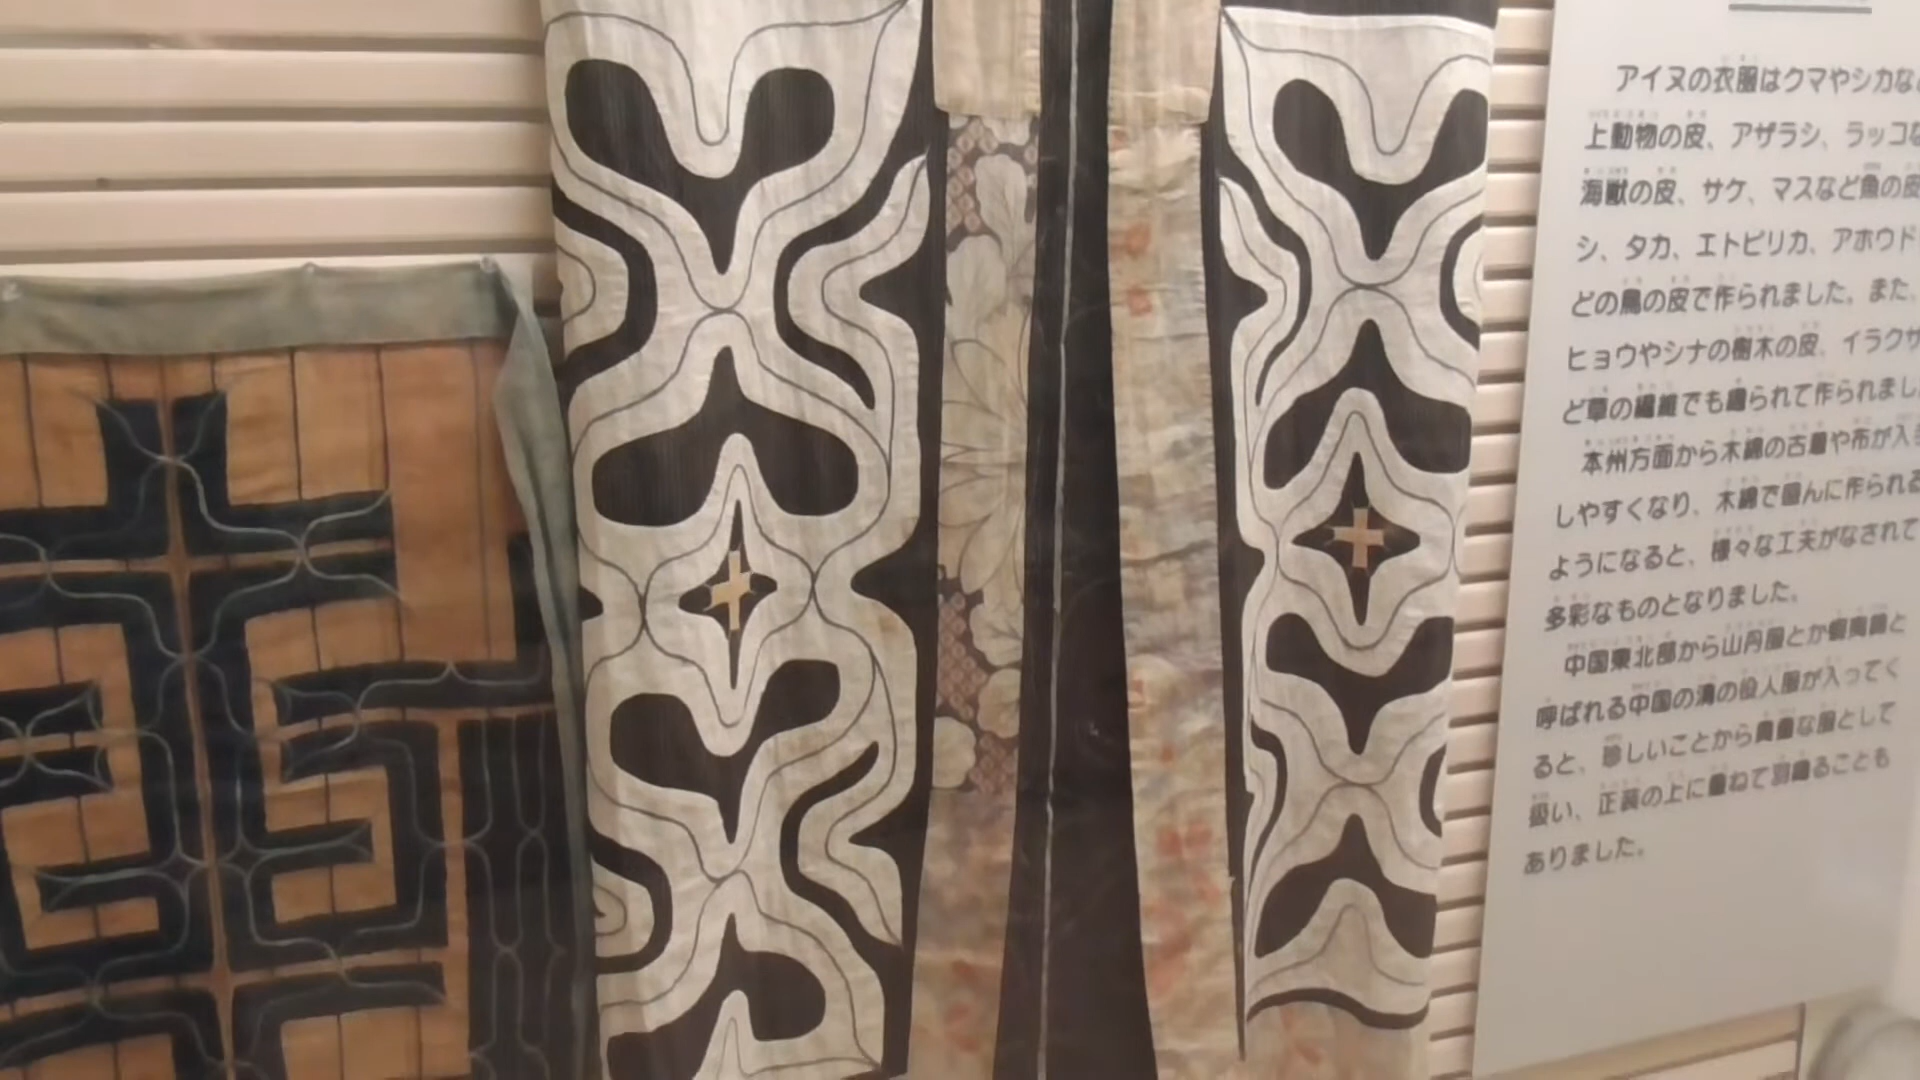 アイヌの衣服はクマやシカな
上動物の皮、アザラシ、ラッコな
海獣の皮、サケ、マスなど魚の皮
シ、タカ、エトピリカ、アホウド
どの鳥の皮で作られました。また、
ヒョウやシナの樹木の皮、イラクサ
ど草の繊維でも織られて作られまし
本州方面から木綿の古着や布が入手
しやすくなり、木綿で盛んに作られる
ようになると、様々な工夫がなされて
多彩なものとなりました。
中国東北部から山丹服とか蝦夷錦と
呼ばれる中国の清の役人服が入ってく
ると、珍しいことから貴重な服として
扱い、正装の上に重ねて羽織ることも
ありました。